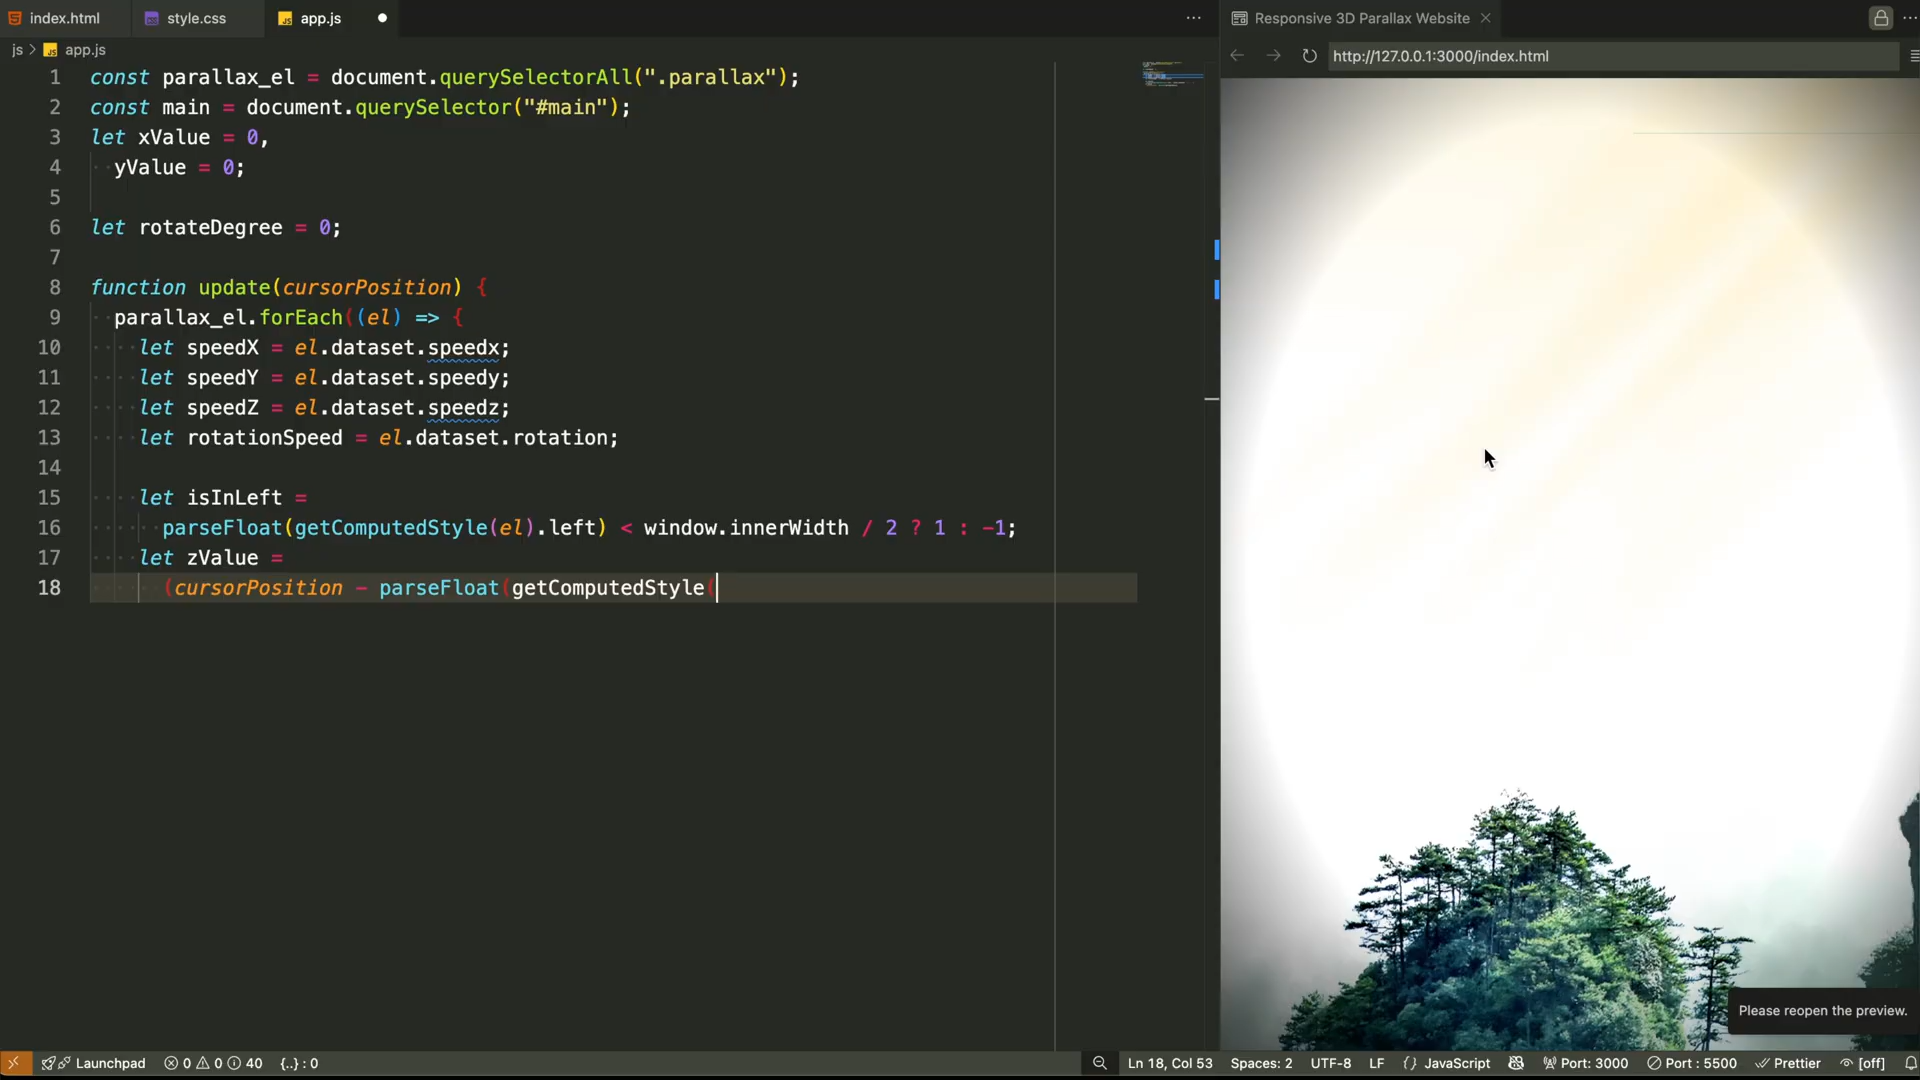 index.html
style.css
app.js
js > app.js
1 const parallax_el = document.querySelectorAll(".parallax");
2 const main = document.querySelector("#main");
3 let xValue = 0,
4 yValue = 0;
5
6 let rotateDegree = 0;
7
8 function update(cursorPosition) {
9 parallax_el.forEach((el) => {
10 let speedX = el.dataset.speedx;
11 let speedY = el.dataset.speedy;
12 let speedZ = el.dataset.speedz;
13 let rotationSpeed = el.dataset.rotation;
14
15 let isInLeft =
16 parseFloat(getComputedStyle(el).left) < window.innerWidth / 2 ? 1 : -1;
17 let zValue =
18 (cursorPosition - parseFloat(getComputedStyle(
Responsive 3D Parallax Website
http://127.0.0.1:3000/index.html
Please reopen the preview.
Launchpad 0 0 40 {..} : 0
Ln 18, Col 53 Spaces: 2 UTF-8 LF {} JavaScript Port: 3000 Port : 5500 Prettier [off]